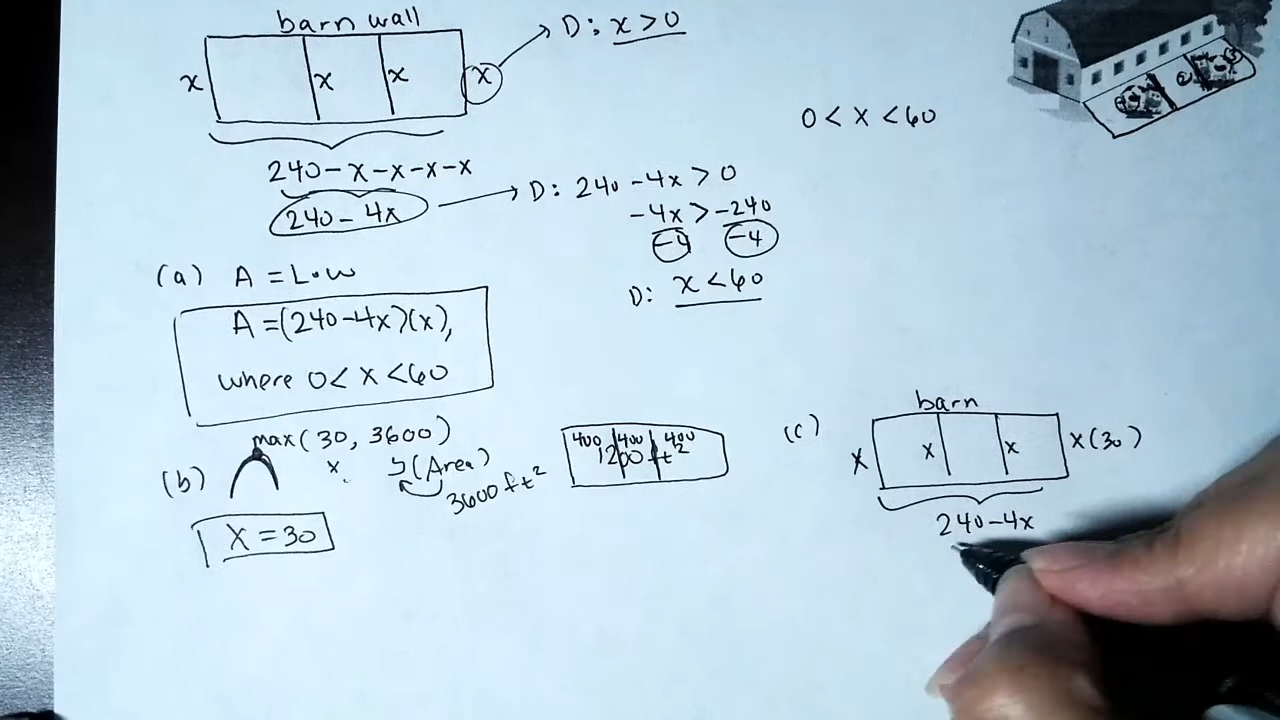 barn wall
x x x x
D: x > 0
0 < x < 60
240 - x - x - x - x
240 - 4x
D: 240 - 4x > 0
-4x > -240
-4 -4
D: x < 60
(a) A = L·w
A = (240-4x)(x),
where 0 < x < 60
(b) max (30, 3600)
x y (Area)
3600 ft²
x = 30
400 400 400
1200 ft²
(c) barn
x x x x (30)
240-4x